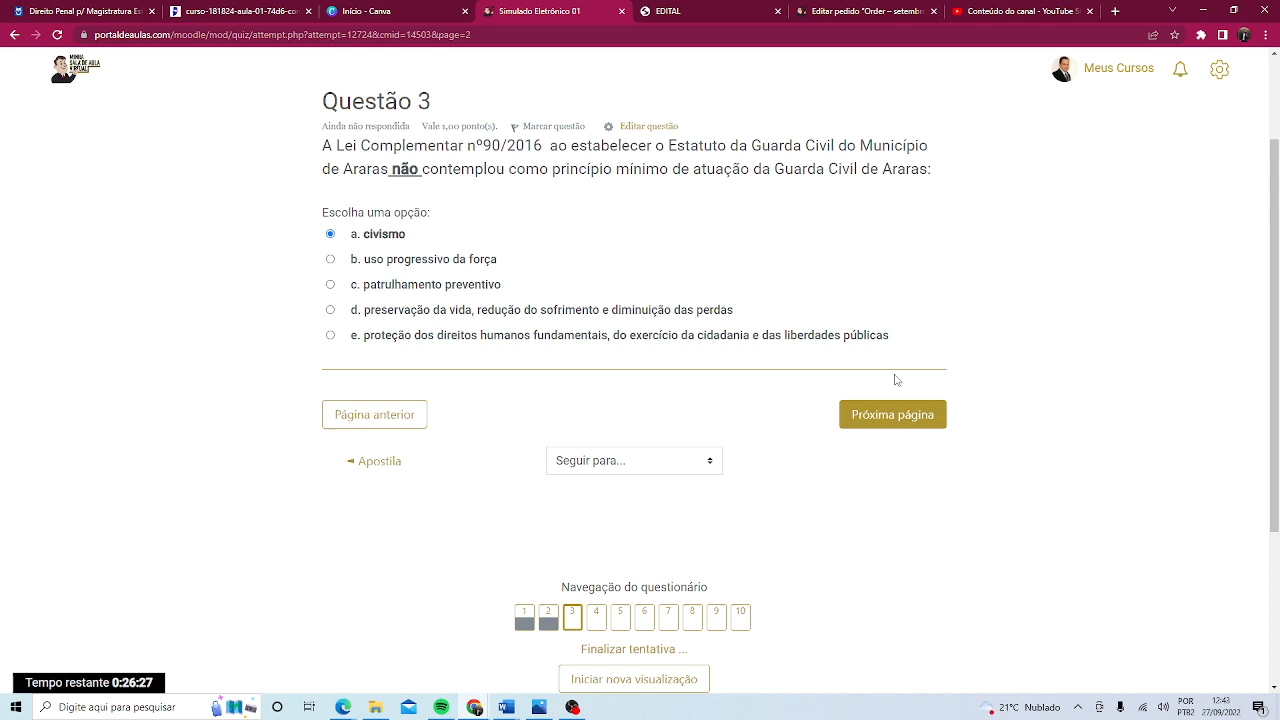 Direito Penal p/ Magistratura Est
curso-181824-aula-01-74d6-con
Início - Canva
Simulado Eletrônico 01
EDITAL
Editar pedido "Order – setemb
Conteúdo do canal - YouTube S
portaldeaulas.com/moodle/mod/quiz/attempt.php?attempt=12724&cmid=14503&page=2
MINHA
SALA DE AULA
VIRTUAL
Meus Cursos
Questão 3
Ainda não respondida Vale 1,00 ponto(s). Marcar questão Editar questão
A Lei Complementar nº90/2016 ao estabelecer o Estatuto da Guarda Civil do Município
de Araras não contemplou como princípio mínimo de atuação da Guarda Civil de Araras:
Escolha uma opção:
a. civismo
b. uso progressivo da força
c. patrulhamento preventivo
d. preservação da vida, redução do sofrimento e diminuição das perdas
e. proteção dos direitos humanos fundamentais, do exercício da cidadania e das liberdades públicas
Página anterior
Próxima página
◄ Apostila
Seguir para...
Navegação do questionário
1 2 3 4 5 6 7 8 9 10
Finalizar tentativa ...
Iniciar nova visualização
Tempo restante 0:26:27
Digite aqui para pesquisar
21°C Nublado
POR
PTB2
12:43
27/09/2022